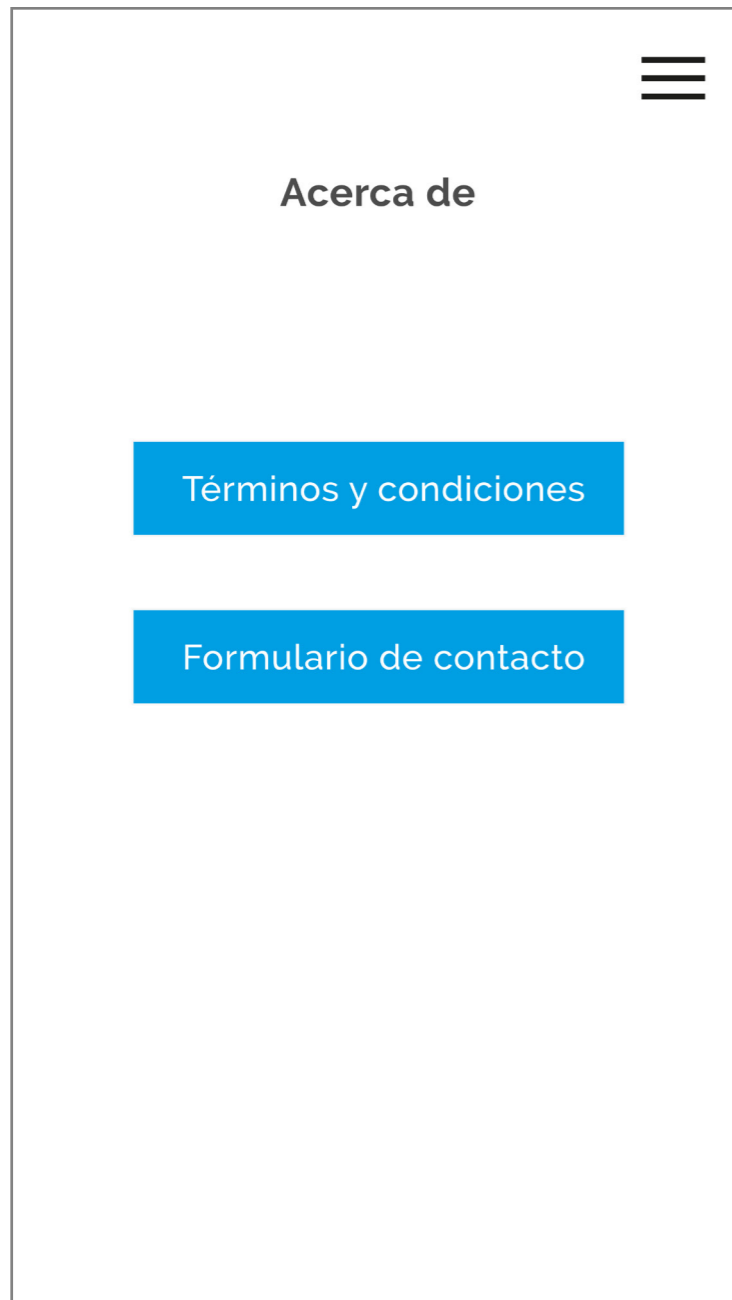 Acerca de
Términos y condiciones
Formulario de contacto